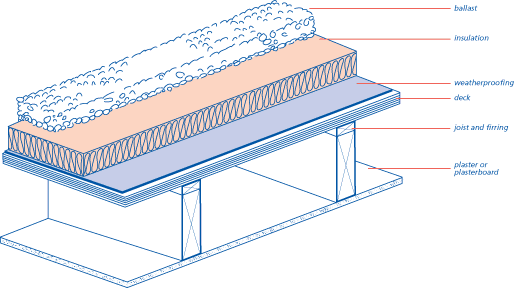 ballast
insulation
weatherproofing
deck
joist and firring
plaster or
plasterboard